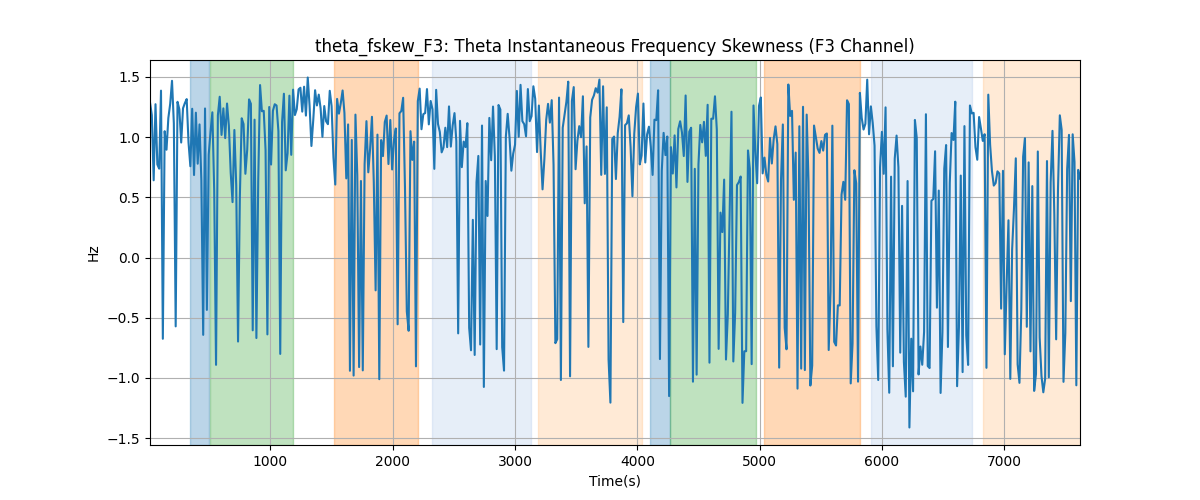 theta_fskew_F3: Theta Instantaneous Frequency Skewness (F3 Channel)
1.5
1.0
0.5
0.0
−0.5
−1.0
−1.5
Hz
1000 2000 3000 4000 5000 6000 7000
Time(s)